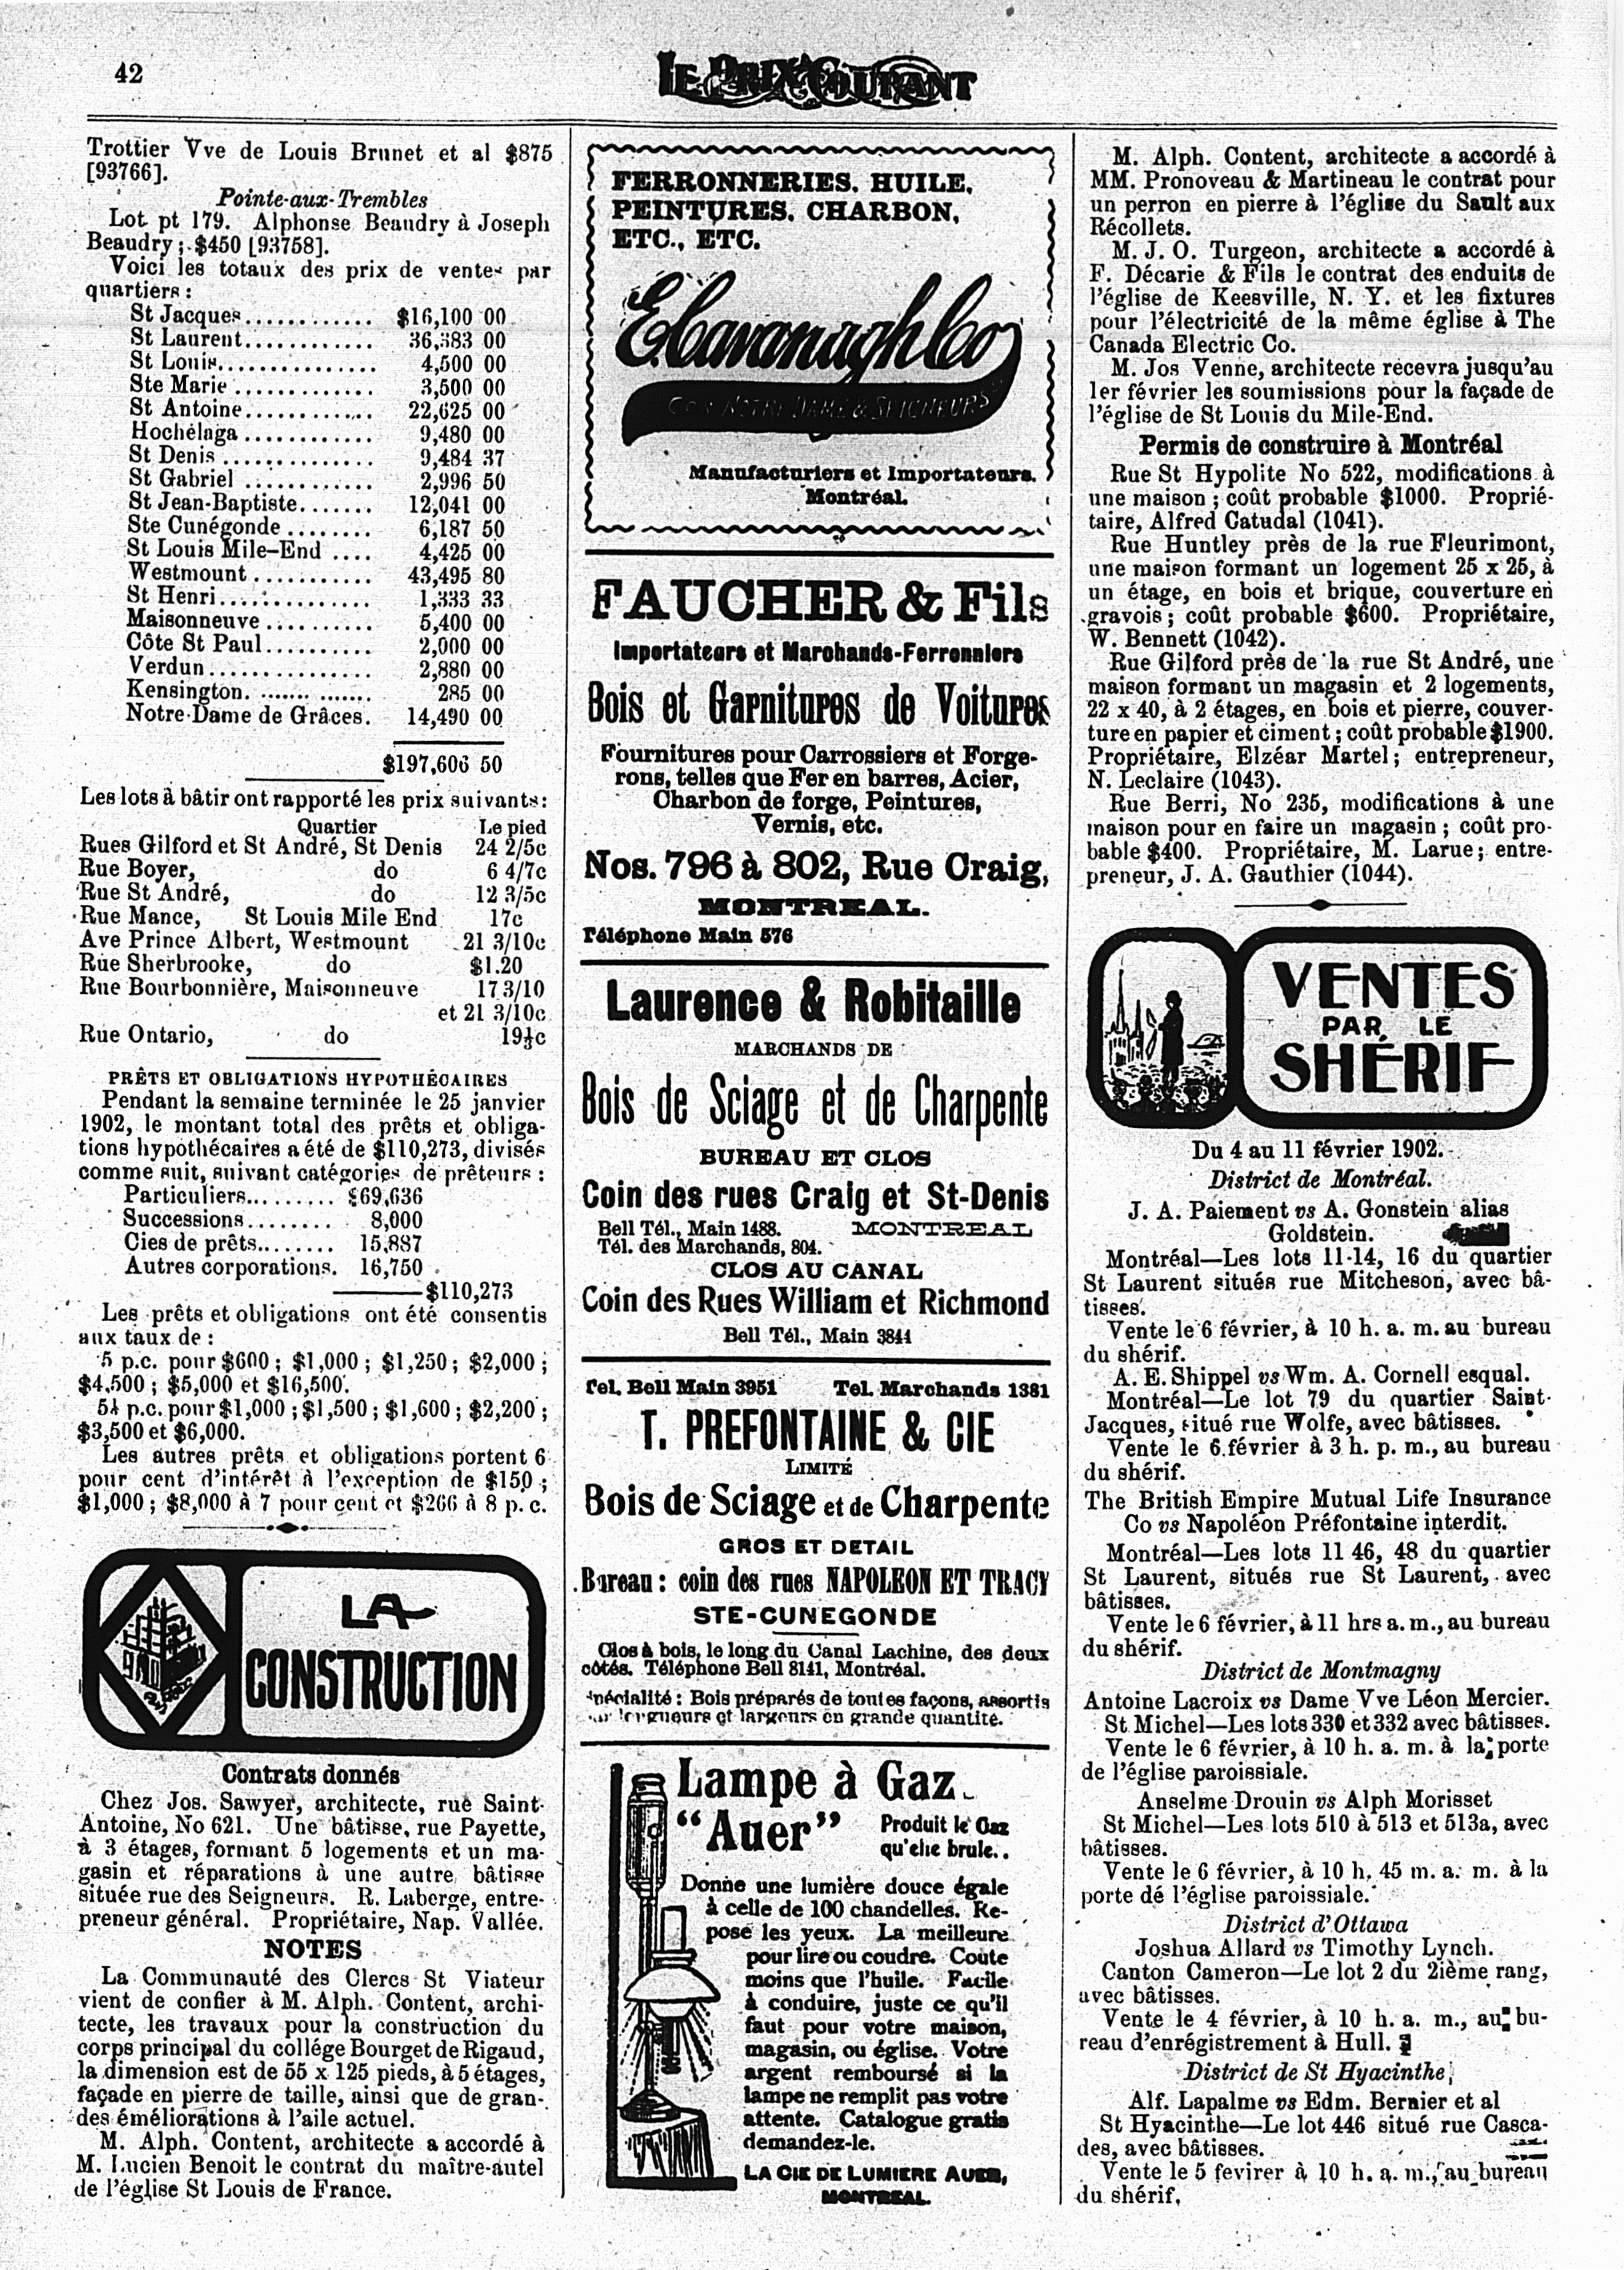 42
LE PRIX COURANT
Trottier Vve de Louis Brunet et al $875
[93766].
Pointe-aux-Trembles
Lot pt 179. Alphonse Beaudry à Joseph
Beaudry; $450 [93758].
Voici les totaux des prix de ventes par
quartiers :
St Jacques............ $16,100 00
St Laurent............ 36,383 00
St Louis............... 4,500 00
Ste Marie ............. 3,500 00
St Antoine............ 22,625 00
Hochelaga ............ 9,480 00
St Denis .............. 9,484 37
St Gabriel ............ 2,996 50
St Jean-Baptiste....... 12,041 00
Ste Cunégonde ........ 6,187 50
St Louis Mile-End .... 4,425 00
Westmount ........... 43,495 80
St Henri............... 1,333 33
Maisonneuve .......... 5,400 00
Côte St Paul.......... 2,000 00
Verdun............... 2,880 00
Kensington. ....... ....... 285 00
Notre-Dame de Grâces. 14,490 00
$197,606 50
Les lots à bâtir ont rapporté les prix suivants:
Quartier Le pied
Rues Gilford et St André, St Denis 24 2/5c
Rue Boyer, do 6 4/7c
Rue St André, do 12 3/5c
Rue Mance, St Louis Mile End 17c
Ave Prince Albert, Westmount 21 3/10c
Rue Sherbrooke, do $1.20
Rue Bourbonnière, Maisonneuve 17 3/10
et 21 3/10c
Rue Ontario, do
PRÊTS ET OBLIGATIONS HYPOTHÉCAIRES
Pendant la semaine terminée le 25 janvier
1902, le montant total des prêts et obliga-
tions hypothécaires a été de $110,273, divisés
comme suit, suivant catégories de prêteurs :
Particuliers........... $69,636
Successions........ 8,000
Cies de prêts......... 15,887
Autres corporations. 16,750
$110,273
Les prêts et obligations ont été consentis
aux taux de :
5 p.c. pour $600 ; $1,000 ; $1,250 ; $2,000 ;
$4,500 ; $5,000 et $16,500.
5½ p.c. pour $1,000 ; $1,500 ; $1,600 ; $2,200 ;
$3,500 et $6,000.
Les autres prêts et obligations portent 6
pour cent d'intérêt à l'exception de $150 ;
$1,000 ; $8,000 à 7 pour cent et $266 à 8 p. c.
LA
CONSTRUCTION
Contrats donnés
Chez Jos. Sawyer, architecte, rue Saint-
Antoine, No 621. Une bâtisse, rue Payette,
à 3 étages, formant 5 logements et un ma-
gasin et réparations à une autre bâtisse
située rue des Seigneurs. R. Laberge, entre-
preneur général. Propriétaire, Nap. Vallée.
NOTES
La Communauté des Clercs St Viateur
vient de confier à M. Alph. Content, archi-
tecte, les travaux pour la construction du
corps principal du collége Bourget de Rigaud,
la dimension est de 55 x 125 pieds, à 5 étages,
façade en pierre de taille, ainsi que de gran-
des éméliorations à l'aile actuel.
M. Alph. Content, architecte a accordé à
M. Lucien Benoit le contrat du maître-autel
de l'église St Louis de France.
FERRONNERIES, HUILE,
PEINTURES, CHARBON,
ETC., ETC.
E. Cavanagh Co
COIN NOTRE DAME & SEIGNEURS
Manufacturiers et Importateurs.
Montréal.
FAUCHER & Fils
Importateurs et Marchands-Ferronniers
Bois et Garnitures de Voitures
Fournitures pour Carrossiers et Forge-
rons, telles que Fer en barres, Acier,
Charbon de forge, Peintures,
Vernis, etc.
Nos. 796 à 802, Rue Craig,
MONTREAL.
Téléphone Main 576
Laurence & Robitaille
MARCHANDS DE
Bois de Sciage et de Charpente
BUREAU ET CLOS
Coin des rues Craig et St-Denis
Bell Tél., Main 1488. MONTREAL
Tél. des Marchands, 804.
CLOS AU CANAL
Coin des Rues William et Richmond
Bell Tél., Main 3844
Tel. Bell Main 3951 Tel. Marchands 1381
T. PREFONTAINE & CIE
LIMITÉ
Bois de Sciage et de Charpente
GROS ET DETAIL
Bureau : coin des rues NAPOLEON ET TRACY
STE-CUNEGONDE
Clos à bois, le long du Canal Lachine, des deux
côtés. Téléphone Bell 8141, Montréal.
Spécialité : Bois préparés de toutes façons, assortis
longueurs et largeurs en grande quantité.
Lampe à Gaz
"Auer" Produit le Gaz
qu'elle brule..
Donne une lumière douce égale
à celle de 100 chandelles. Re-
pose les yeux. La meilleure
pour lire ou coudre. Coute
moins que l'huile. Facile
à conduire, juste ce qu'il
faut pour votre maison,
magasin, ou église. Votre
argent remboursé si la
lampe ne remplit pas votre
attente. Catalogue gratis
demandez-le.
LA CIE DE LUMIERE AUER,
MONTREAL.
M. Alph. Content, architecte a accordé à
MM. Pronoveau & Martineau le contrat pour
un perron en pierre à l'église du Sault aux
Récollets.
M. J. O. Turgeon, architecte a accordé à
F. Décarie & Fils le contrat des enduits de
l'église de Keesville, N. Y. et les fixtures
pour l'électricité de la même église à The
Canada Electric Co.
M. Jos Venne, architecte recevra jusqu'au
1er février les soumissions pour la façade de
l'église de St Louis du Mile-End.
Permis de construire à Montréal
Rue St Hypolite No 522, modifications à
une maison ; coût probable $1000. Proprié-
taire, Alfred Catudal (1041).
Rue Huntley près de la rue Fleurimont,
une maison formant un logement 25 x 25, à
un étage, en bois et brique, couverture en
gravois ; coût probable $600. Propriétaire,
W. Bennett (1042).
Rue Gilford près de la rue St André, une
maison formant un magasin et 2 logements,
22 x 40, à 2 étages, en bois et pierre, couver-
ture en papier et ciment ; coût probable $1900.
Propriétaire, Elzéar Martel ; entrepreneur,
N. Leclaire (1043).
Rue Berri, No 235, modifications à une
maison pour en faire un magasin ; coût pro-
bable $400. Propriétaire, M. Larue ; entre-
preneur, J. A. Gauthier (1044).
VENTES
PAR LE
SHÉRIF
Du 4 au 11 février 1902.
District de Montréal.
J. A. Paiement vs A. Gonstein alias
Goldstein.
Montréal—Les lots 11-14, 16 du quartier
St Laurent situés rue Mitcheson, avec bâ-
tisses.
Vente le 6 février, à 10 h. a. m. au bureau
du shérif.
A. E. Shippel vs Wm. A. Cornell esqual.
Montréal—Le lot 79 du quartier Saint-
Jacques, situé rue Wolfe, avec bâtisses.
Vente le 6 février à 3 h. p. m., au bureau
du shérif.
The British Empire Mutual Life Insurance
Co vs Napoléon Préfontaine interdit.
Montréal—Les lots 11 46, 48 du quartier
St Laurent, situés rue St Laurent, avec
bâtisses.
Vente le 6 février, à 11 hrs a. m., au bureau
du shérif.
District de Montmagny
Antoine Lacroix vs Dame Vve Léon Mercier.
St Michel—Les lots 330 et 332 avec bâtisses.
Vente le 6 février, à 10 h. a. m. à la porte
de l'église paroissiale.
Anselme Drouin vs Alph Morisset
St Michel—Les lots 510 à 513 et 513a, avec
bâtisses.
Vente le 6 février, à 10 h. 45 m. a. m. à la
porte dé l'église paroissiale.
District d'Ottawa
Joshua Allard vs Timothy Lynch.
Canton Cameron—Le lot 2 du 2ième rang,
avec bâtisses.
Vente le 4 février, à 10 h. a. m., au bu-
reau d'enrégistrement à Hull.
District de St Hyacinthe
Alf. Lapalme vs Edm. Bernier et al
St Hyacinthe—Le lot 446 situé rue Casca-
des, avec bâtisses.
Vente le 5 fevirer à 10 h. a. m., au bureau
du shérif.